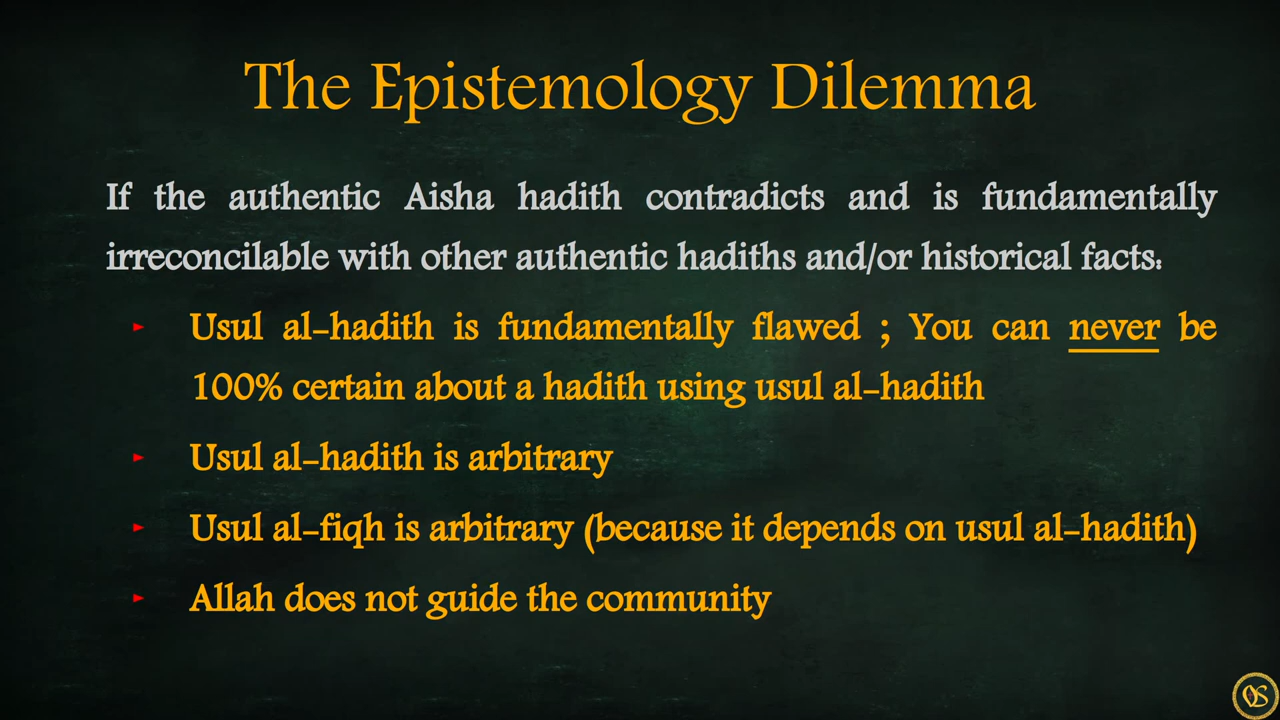 The Epistemology Dilemma
If the authentic Aisha hadith contradicts and is fundamentally
irreconcilable with other authentic hadiths and/or historical facts:
► Usul al-hadith is fundamentally flawed ; You can never be
100% certain about a hadith using usul al-hadith
► Usul al-hadith is arbitrary
► Usul al-fiqh is arbitrary (because it depends on usul al-hadith)
► Allah does not guide the community